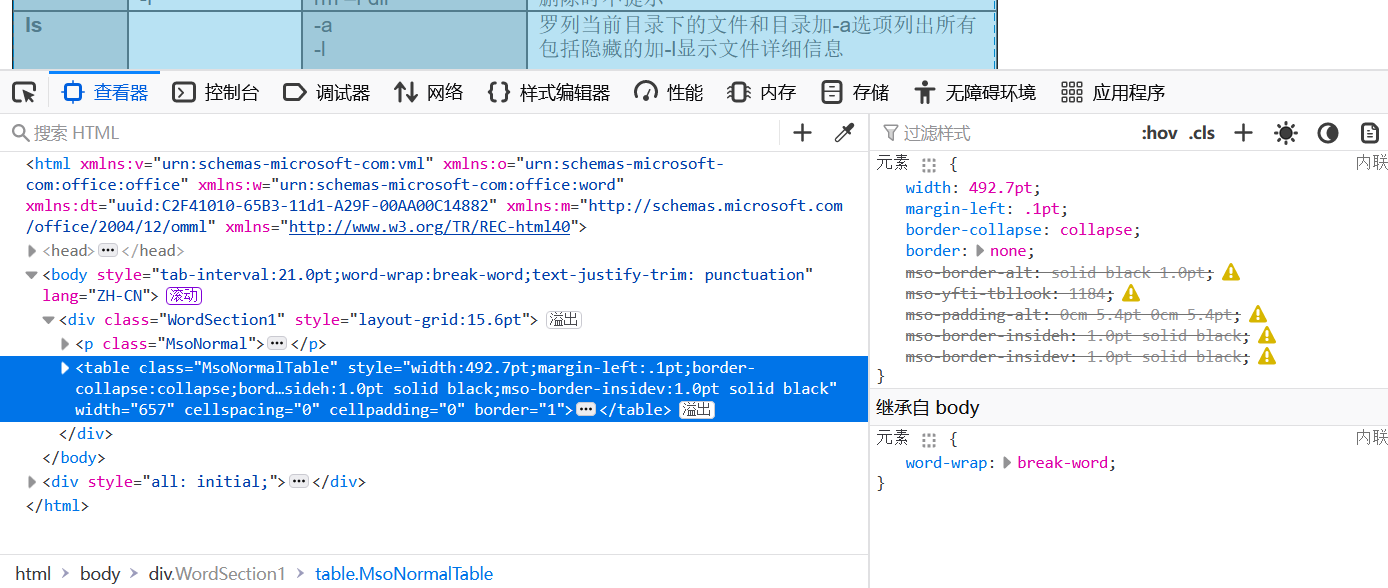 ls
-a
-l
罗列当前目录下的文件和目录加-a选项列出所有
包括隐藏的加-l显示文件详细信息
查看器 控制台 调试器 网络 样式编辑器 性能 内存 存储 无障碍环境 应用程序
搜索 HTML
<html xmlns:v="urn:schemas-microsoft-com:vml" xmlns:o="urn:schemas-microsoft-
com:office:office" xmlns:w="urn:schemas-microsoft-com:office:word"
xmlns:dt="uuid:C2F41010-65B3-11d1-A29F-00AA00C14882" xmlns:m="http://schemas.microsoft.com
/office/2004/12/omml" xmlns="http://www.w3.org/TR/REC-html40">
<head> ··· </head>
<body style="tab-interval:21.0pt;word-wrap:break-word;text-justify-trim: punctuation"
lang="ZH-CN"> 滚动
<div class="WordSection1" style="layout-grid:15.6pt"> 溢出
<p class="MsoNormal"> ··· </p>
<table class="MsoNormalTable" style="width:492.7pt;margin-left:.1pt;border-
collapse:collapse;bord…sideh:1.0pt solid black;mso-border-insidev:1.0pt solid black"
width="657" cellspacing="0" cellpadding="0" border="1"> ··· </table> 溢出
</div>
</body>
<div style="all: initial;"> ··· </div>
</html>
html > body > div.WordSection1 > table.MsoNormalTable
过滤样式 :hov .cls
元素 { 内联
width: 492.7pt;
margin-left: .1pt;
border-collapse: collapse;
border: none;
mso-border-alt: solid black 1.0pt;
mso-yfti-tbllook: 1184;
mso-padding-alt: 0cm 5.4pt 0cm 5.4pt;
mso-border-insideh: 1.0pt solid black;
mso-border-insidev: 1.0pt solid black;
}
继承自 body
元素 { 内联
word-wrap: break-word;
}